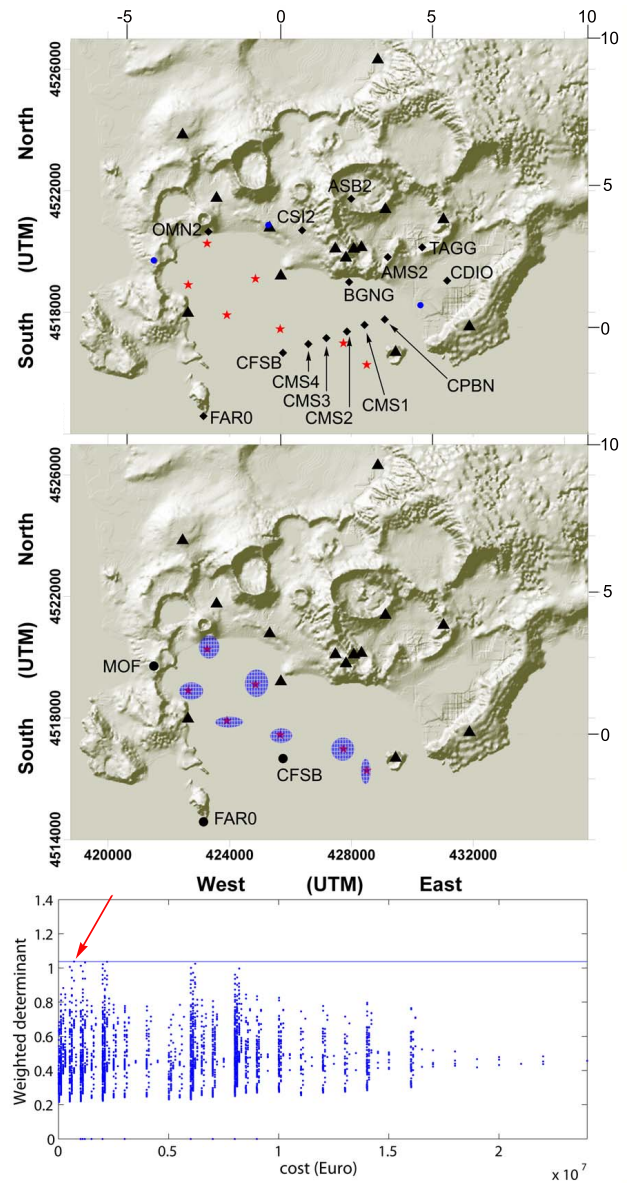 -5 0 5 10
10
4526000
North
4522000
ASB2
5
OMN2
CSI2
TAGG
(UTM)
AMS2
CDIO
BGNG
4518000
0
South
CFSB
CMS4
CPBN
CMS3
CMS1
CMS2
FAR0
10
4526000
North
4522000
5
(UTM)
MOF
4518000
0
South
CFSB
FAR0
4514000
420000 424000 428000 432000
West (UTM) East
1.4
1.2
1
0.8
0.6
0.4
0.2
0
Weighted determinant
0 0.5 1 1.5 2
cost (Euro)
x 10^7